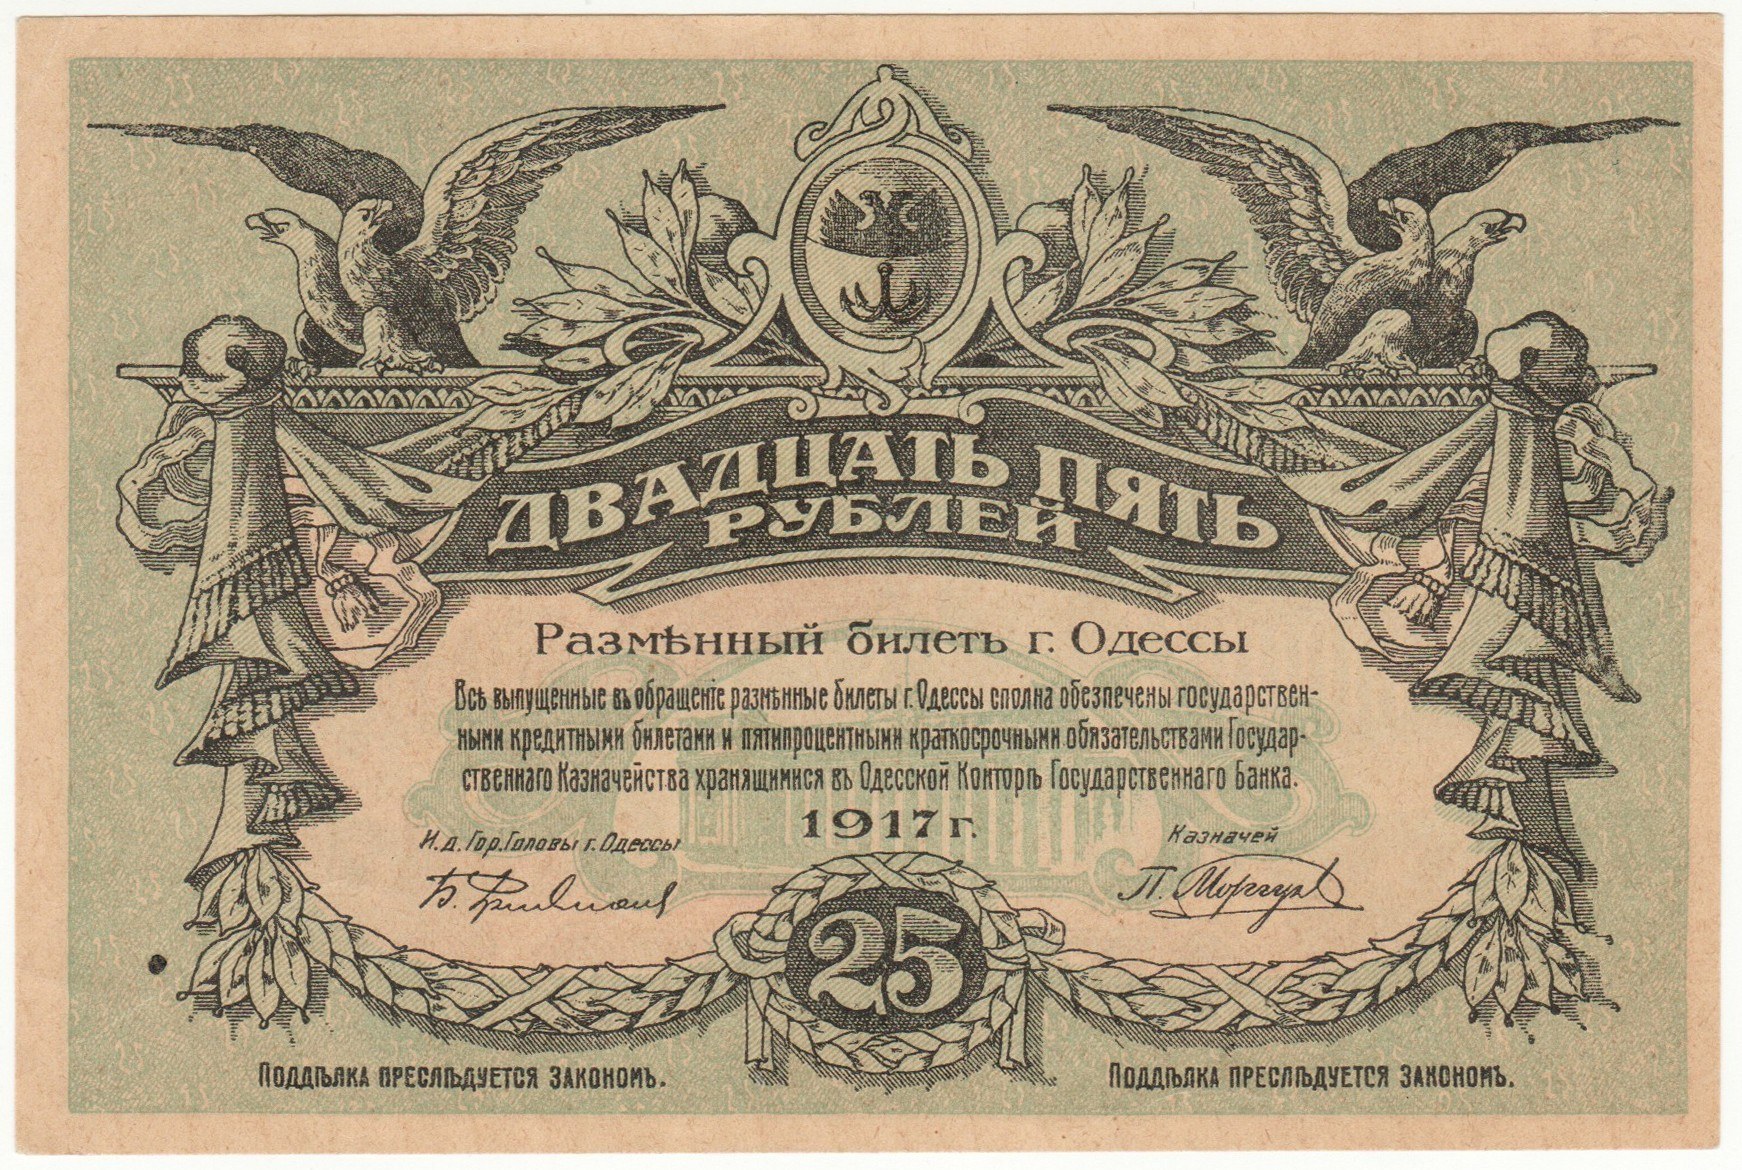 ДВАДЦАТЬ ПЯТЬ
РУБЛЕЙ
Размѣнный билетъ г. Одессы
Всѣ выпущенные въ обращеніе размѣнные билеты г. Одессы сполна обезпечены государствен-
ными кредитными билетами и пятипроцентными краткосрочными обязательствами Государ-
ственнаго Казначейства хранящимися въ Одесской Конторѣ Государственнаго Банка.
1917 г.
И. д. Гор. Головы г. Одессы
Казначей
Б.
П. Моргун
25
ПОДДѢЛКА ПРЕСЛѢДУЕТСЯ ЗАКОНОМЪ.
ПОДДѢЛКА ПРЕСЛѢДУЕТСЯ ЗАКОНОМЪ.